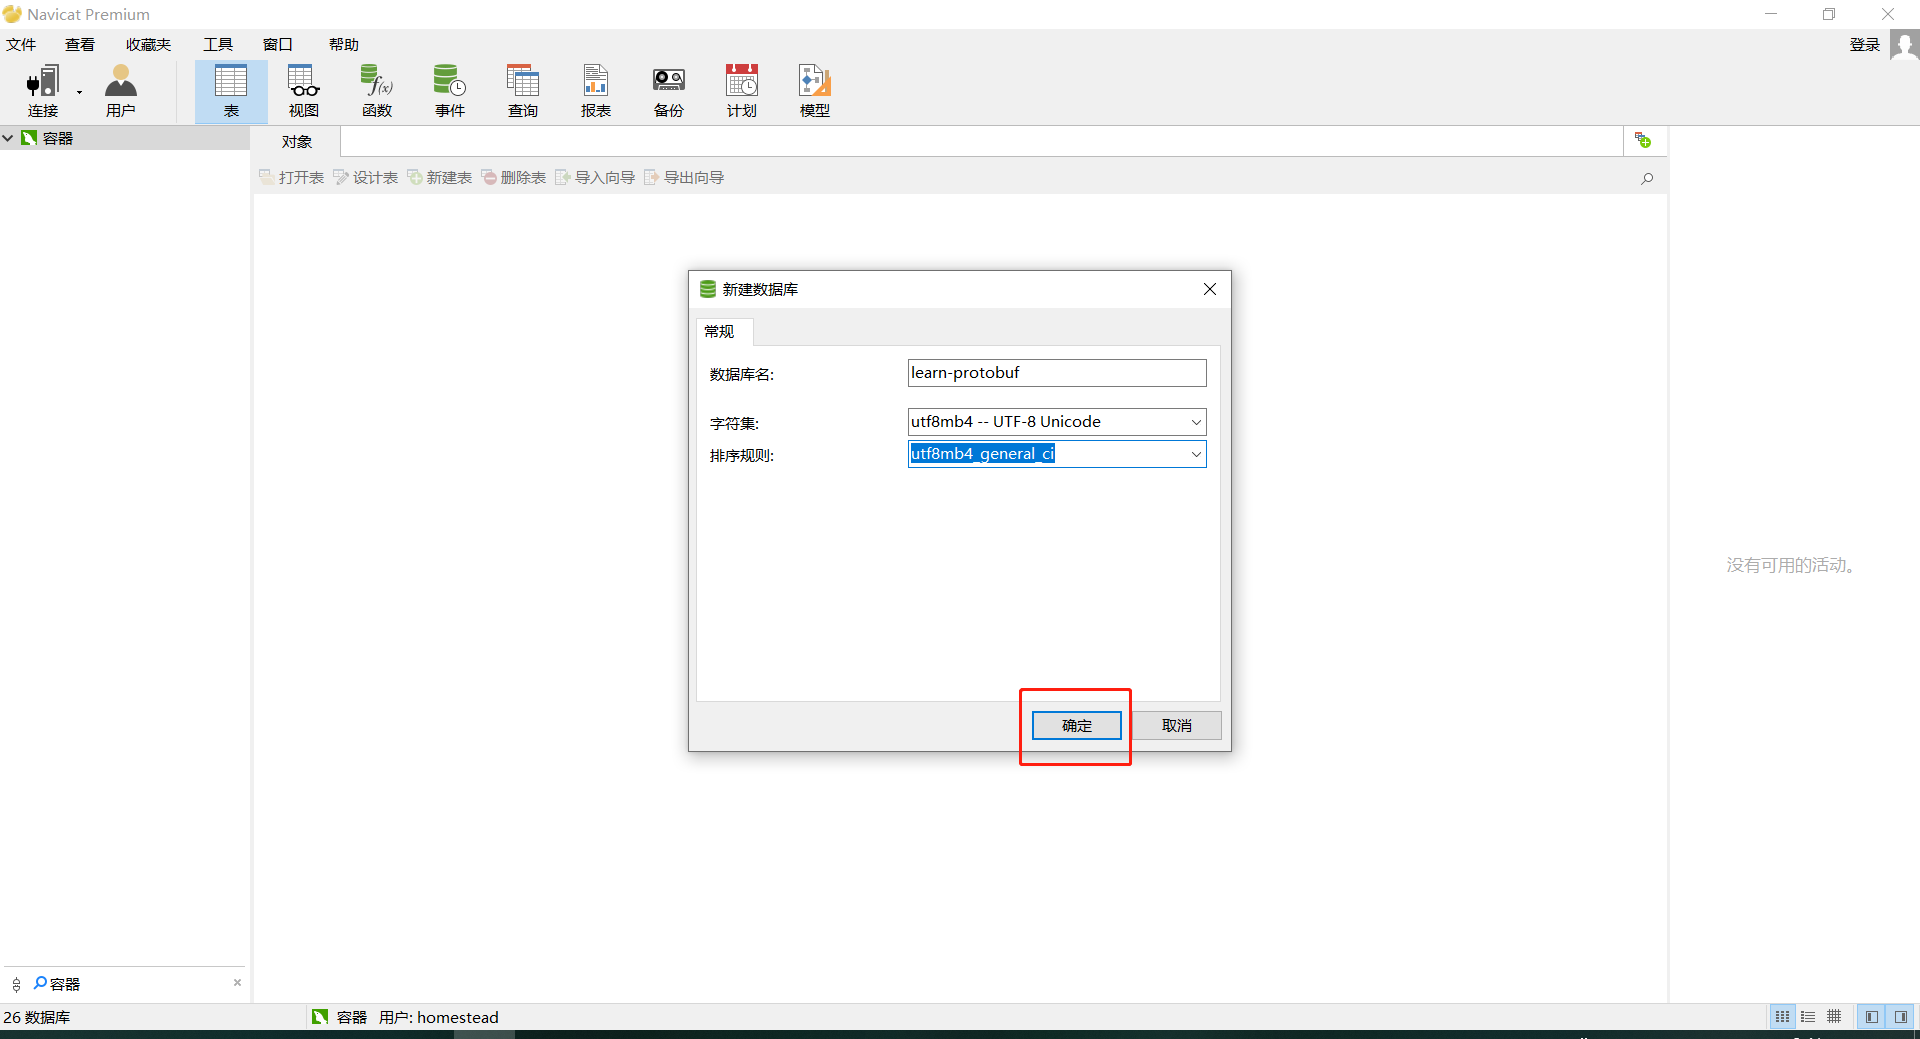 Navicat Premium
文件 查看 收藏夹 工具 窗口 帮助 登录
连接 用户 表 视图 函数 事件 查询 报表 备份 计划 模型
容器 对象
打开表 设计表 新建表 删除表 导入向导 导出向导
新建数据库
常规
数据库名: learn-protobuf
字符集: utf8mb4 -- UTF-8 Unicode
排序规则: utf8mb4_general_ci
没有可用的活动。
确定 取消
容器
26 数据库 容器 用户: homestead